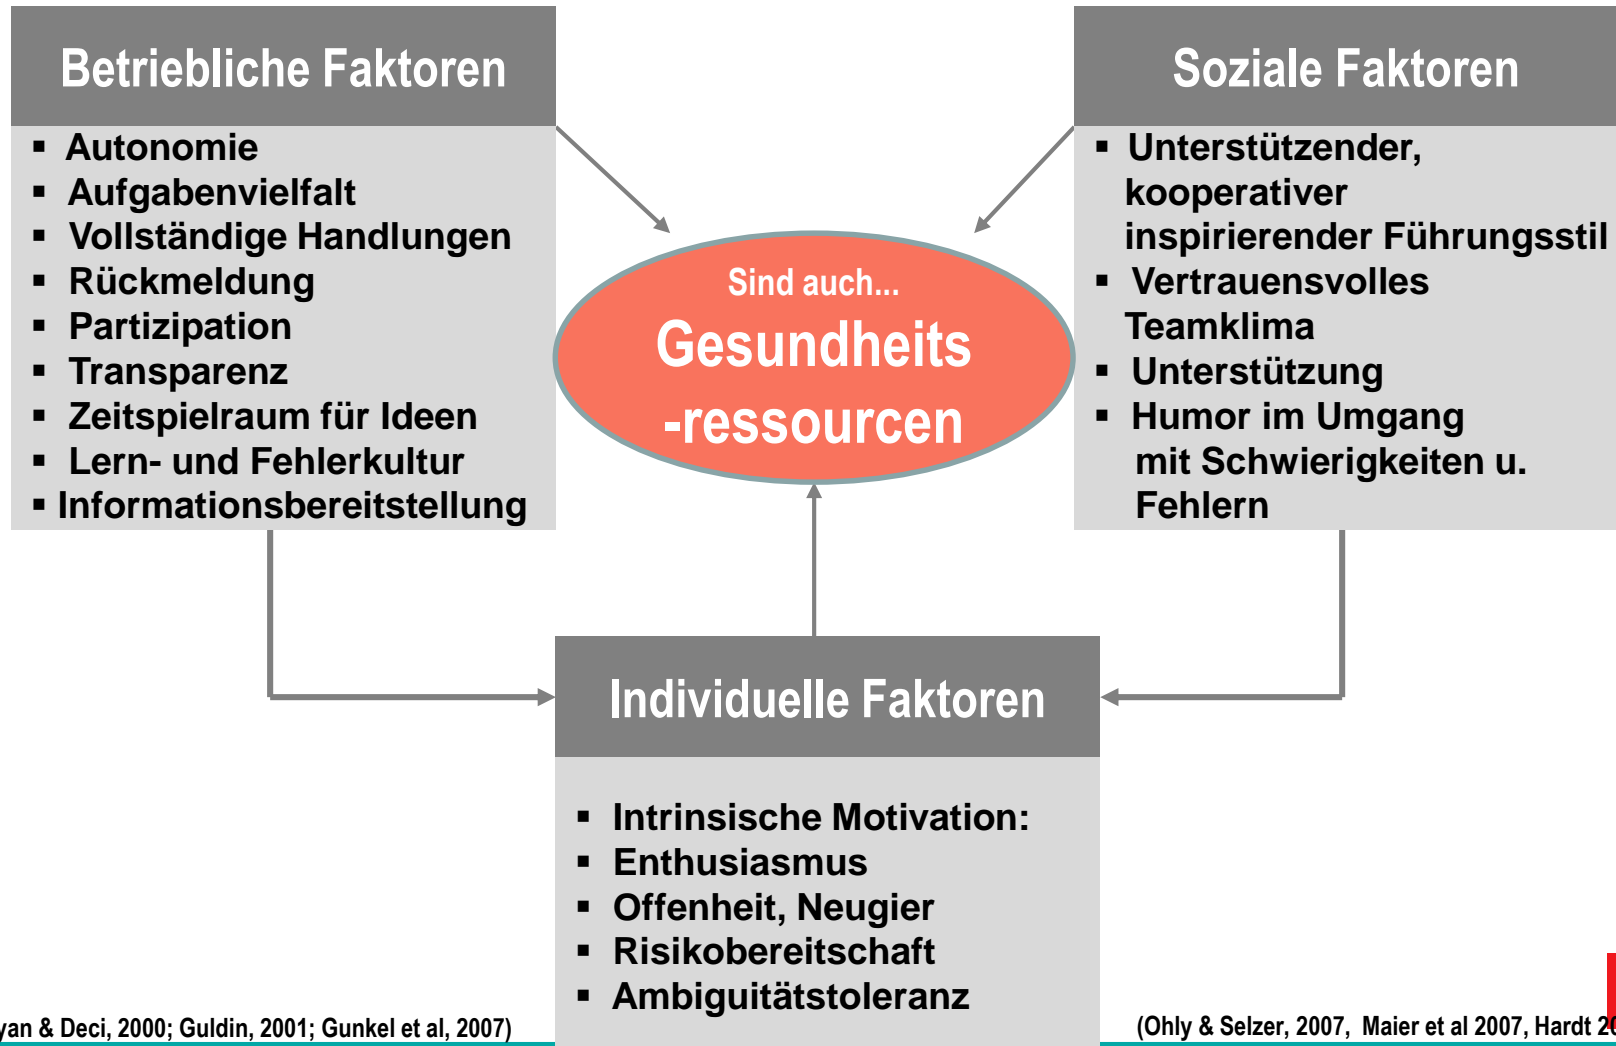 Betriebliche Faktoren
▪ Autonomie
▪ Aufgabenvielfalt
▪ Vollständige Handlungen
▪ Rückmeldung
▪ Partizipation
▪ Transparenz
▪ Zeitspielraum für Ideen
▪ Lern- und Fehlerkultur
▪ Informationsbereitstellung
Soziale Faktoren
▪ Unterstützender,
kooperativer
inspirierender Führungsstil
▪ Vertrauensvolles
Teamklima
▪ Unterstützung
▪ Humor im Umgang
mit Schwierigkeiten u.
Fehlern
Sind auch...
Gesundheits
-ressourcen
Individuelle Faktoren
▪ Intrinsische Motivation:
▪ Enthusiasmus
▪ Offenheit, Neugier
▪ Risikobereitschaft
▪ Ambiguitätstoleranz
yan & Deci, 2000; Guldin, 2001; Gunkel et al, 2007)
(Ohly & Selzer, 2007, Maier et al 2007, Hardt